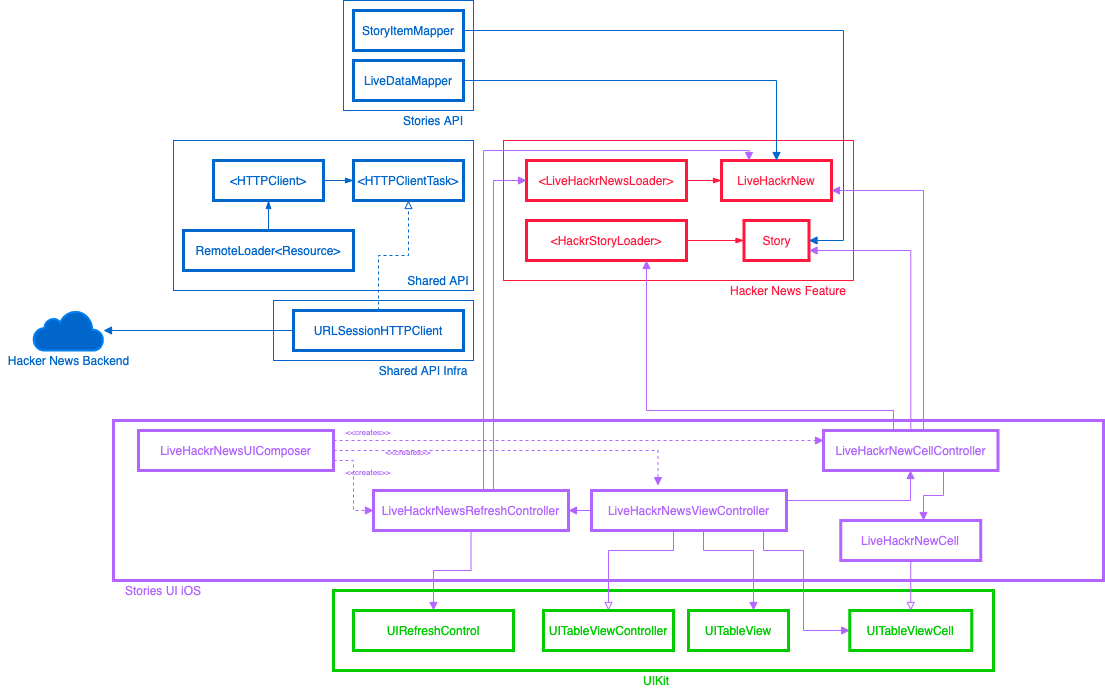 StoryItemMapper
LiveDataMapper
Stories API
<HTTPClient>
<HTTPClientTask>
<LiveHackrNewsLoader>
LiveHackrNew
RemoteLoader<Resource>
<HackrStoryLoader>
Story
Shared API
Hacker News Feature
URLSessionHTTPClient
Hacker News Backend
Shared API Infra
<<creates>>
LiveHackrNewsUIComposer
<<creates>>
LiveHackrNewCellController
<<creates>>
LiveHackrNewsRefreshController
LiveHackrNewsViewController
LiveHackrNewCell
Stories UI iOS
UIRefreshControl
UITableViewController
UITableView
UITableViewCell
UIKit